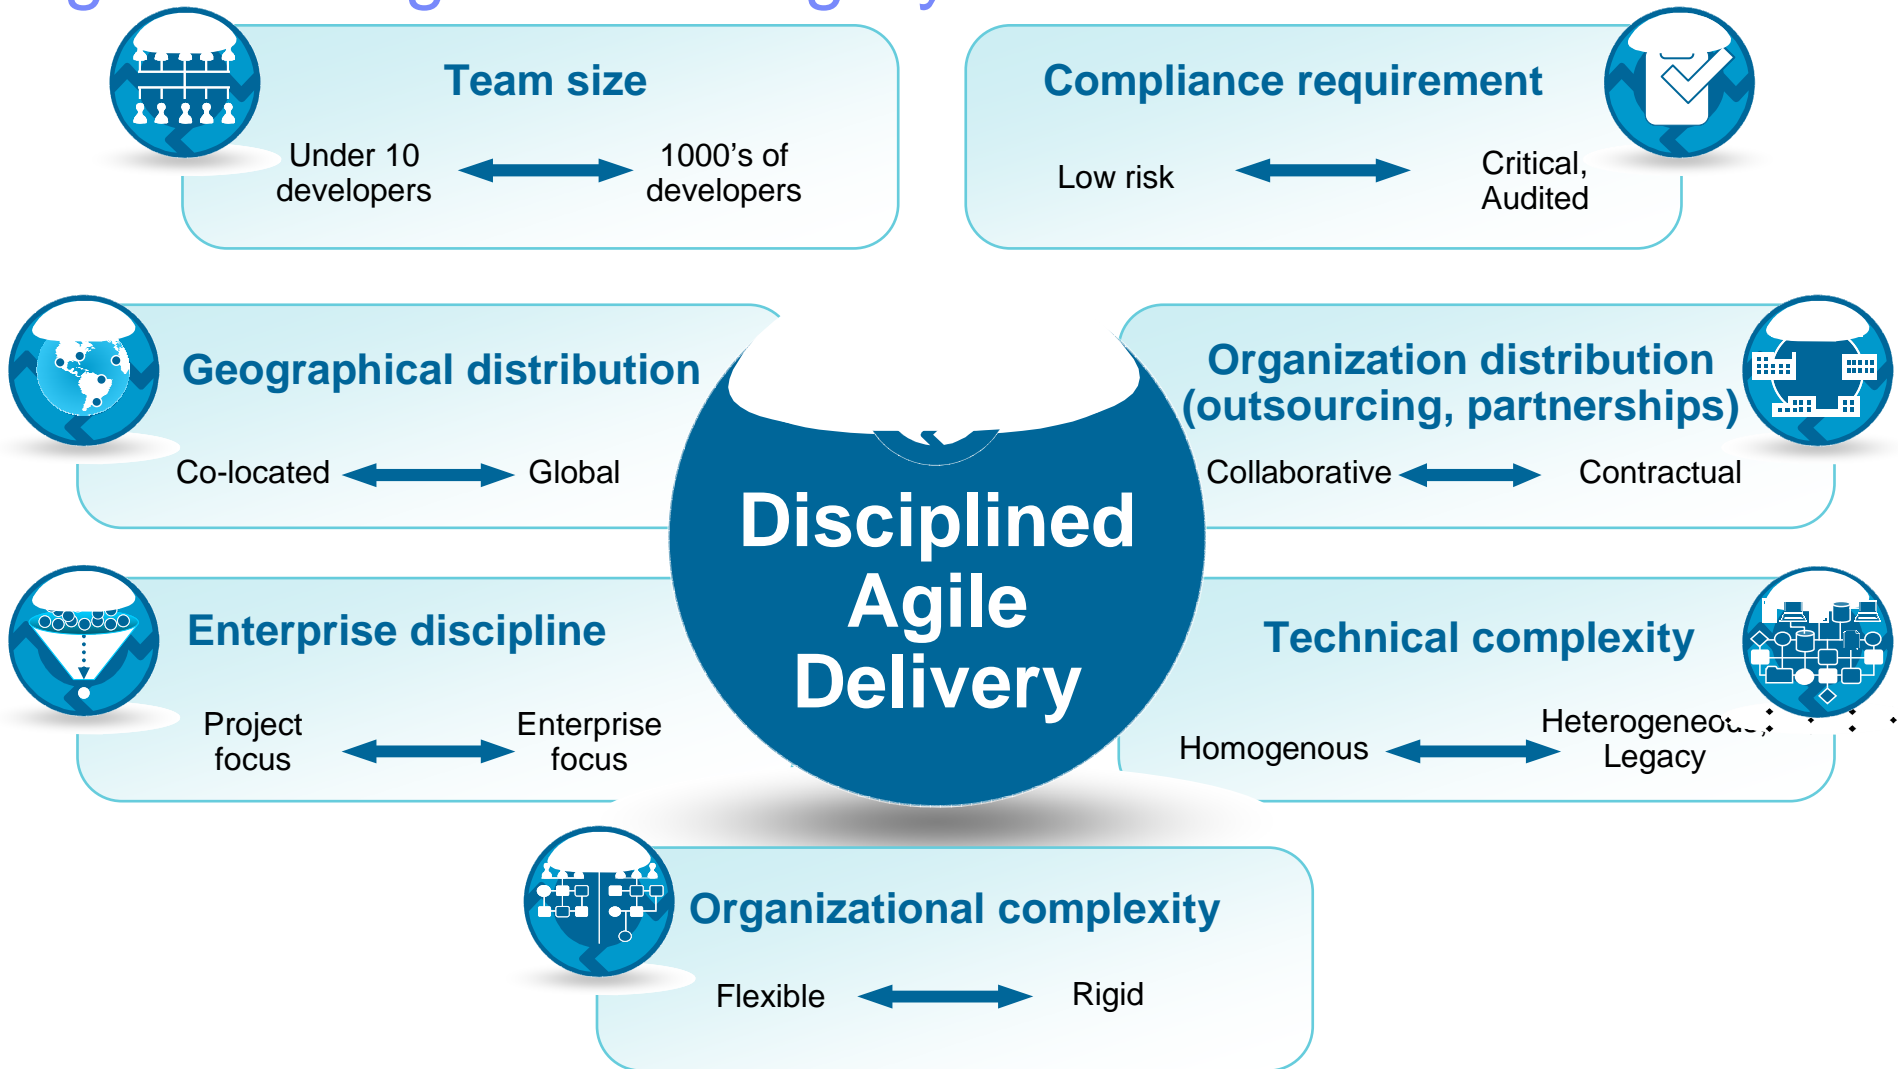 Team size
Under 10
developers
1000's of
developers
Compliance requirement
Low risk
Critical,
Audited
Geographical distribution
Co-located
Global
Organization distribution
(outsourcing, partnerships)
Collaborative
Contractual
Disciplined
Agile
Delivery
Enterprise discipline
Project
focus
Enterprise
focus
Technical complexity
Homogenous
Heterogeneous,
Legacy
Organizational complexity
Flexible
Rigid